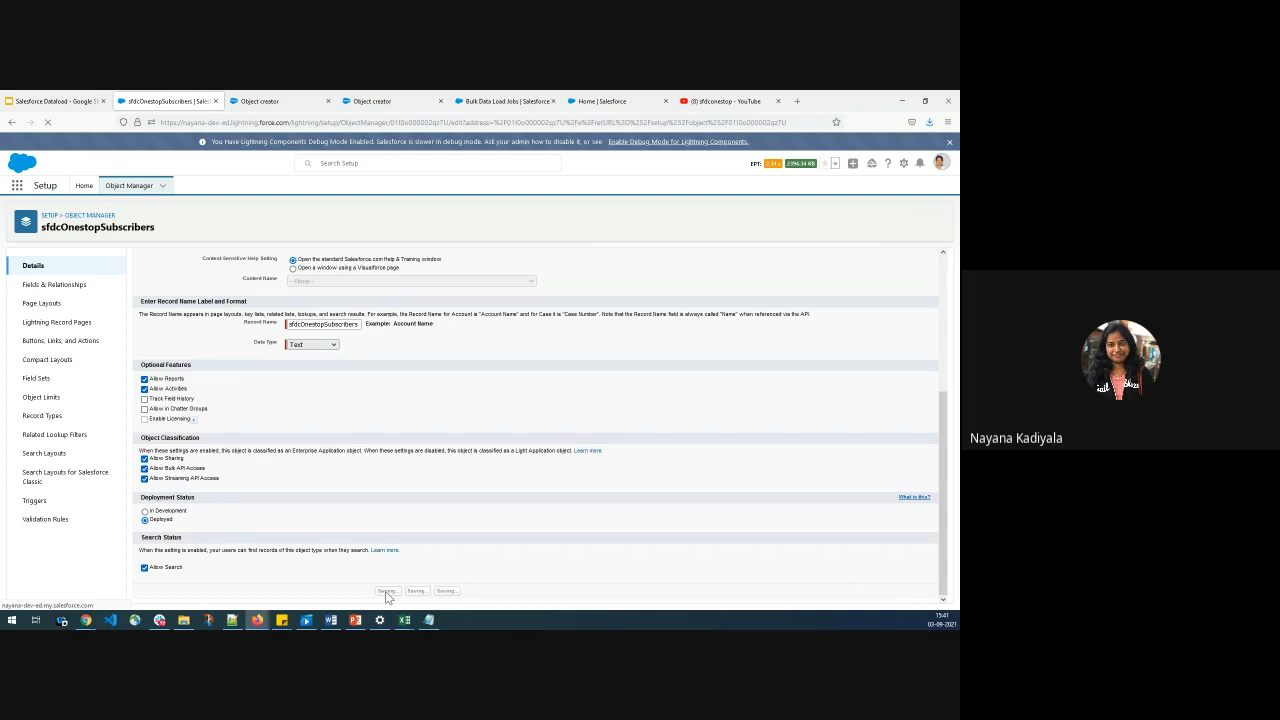 Salesforce Dataload - Google Sl
sfdcOnestopSubscribers | Sales
Object creator
Object creator
Bulk Data Load Jobs | Salesforce
Home | Salesforce
(8) sfdconestop - YouTube
You Have Lightning Components Debug Mode Enabled. Salesforce is slower in debug mode. Ask your admin how to disable it, or see Enable Debug Mode for Lightning Components.
Search Setup
EPT:
Setup
Home
Object Manager
SETUP > OBJECT MANAGER
sfdcOnestopSubscribers
Details
Fields & Relationships
Page Layouts
Lightning Record Pages
Buttons, Links, and Actions
Compact Layouts
Field Sets
Object Limits
Record Types
Related Lookup Filters
Search Layouts
Search Layouts for Salesforce
Classic
Triggers
Validation Rules
Context-Sensitive Help Setting
Open the standard Salesforce.com Help & Training window
Open a window using a Visualforce page
Content Name
--None--
Enter Record Name Label and Format
The Record Name appears in page layouts, key lists, related lists, lookups, and search results. For example, the Record Name for Account is "Account Name" and for Case it is "Case Number". Note that the Record Name field is always called "Name" when referenced via the API.
Record Name
sfdcOnestopSubscribers
Example: Account Name
Data Type
Text
Optional Features
Allow Reports
Allow Activities
Track Field History
Allow in Chatter Groups
Enable Licensing
Object Classification
When these settings are enabled, this object is classified as an Enterprise Application object. When these settings are disabled, this object is classified as a Light Application object. Learn more.
Allow Sharing
Allow Bulk API Access
Allow Streaming API Access
Deployment Status
What is this?
In Development
Deployed
Search Status
When this setting is enabled, your users can find records of this object type when they search. Learn more.
Allow Search
Saving...
Saving...
Saving...
nayana-dev-ed.my.salesforce.com
15:41
03-09-2021
Nayana Kadiyala